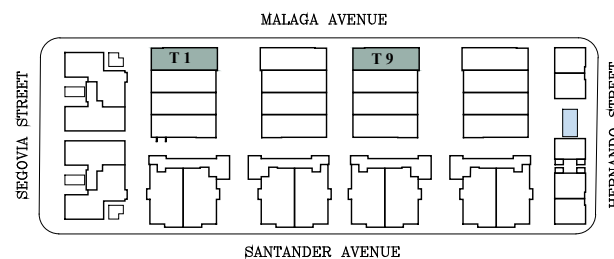 MALAGA AVENUE
T 1
T 9
SEGOVIA STREET
HERNANDO STREET
SANTANDER AVENUE